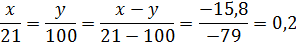 x/21 = y/100 = (x − y)/(21 − 100) = (−15,8)/(−79) = 0,2